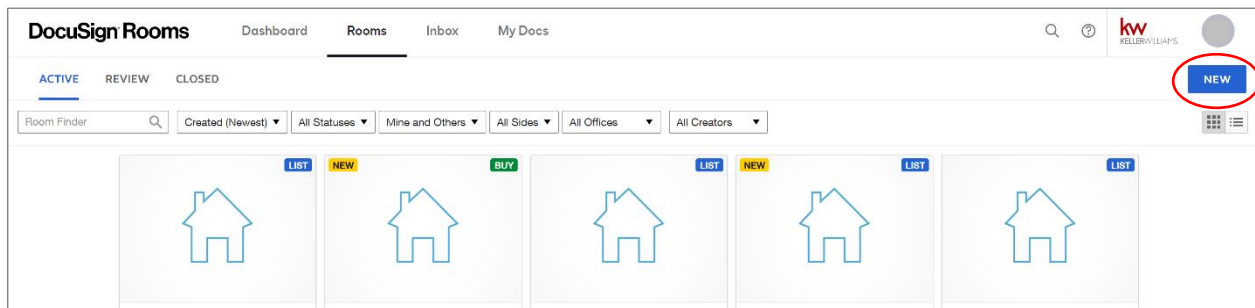 DocuSign Rooms Dashboard Rooms Inbox My Docs kw
KELLERWILLIAMS.
ACTIVE REVIEW CLOSED NEW
Room Finder Created (Newest) All Statuses Mine and Others All Sides All Offices All Creators
LIST NEW BUY LIST NEW LIST LIST